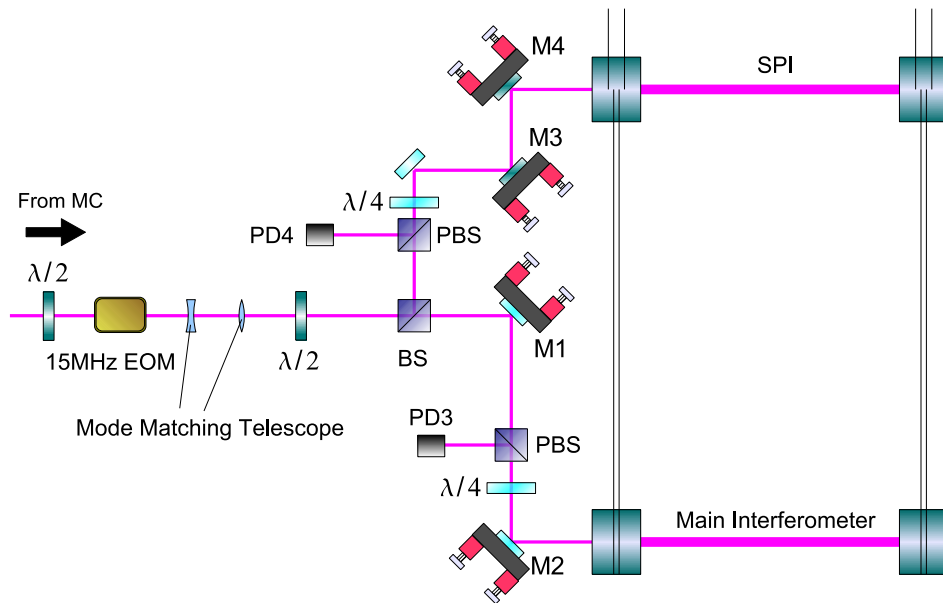 M4
SPI
M3
λ/4
From MC
PD4
PBS
λ/2
M1
15MHz EOM
λ/2
BS
PD3
Mode Matching Telescope
PBS
λ/4
Main Interferometer
M2